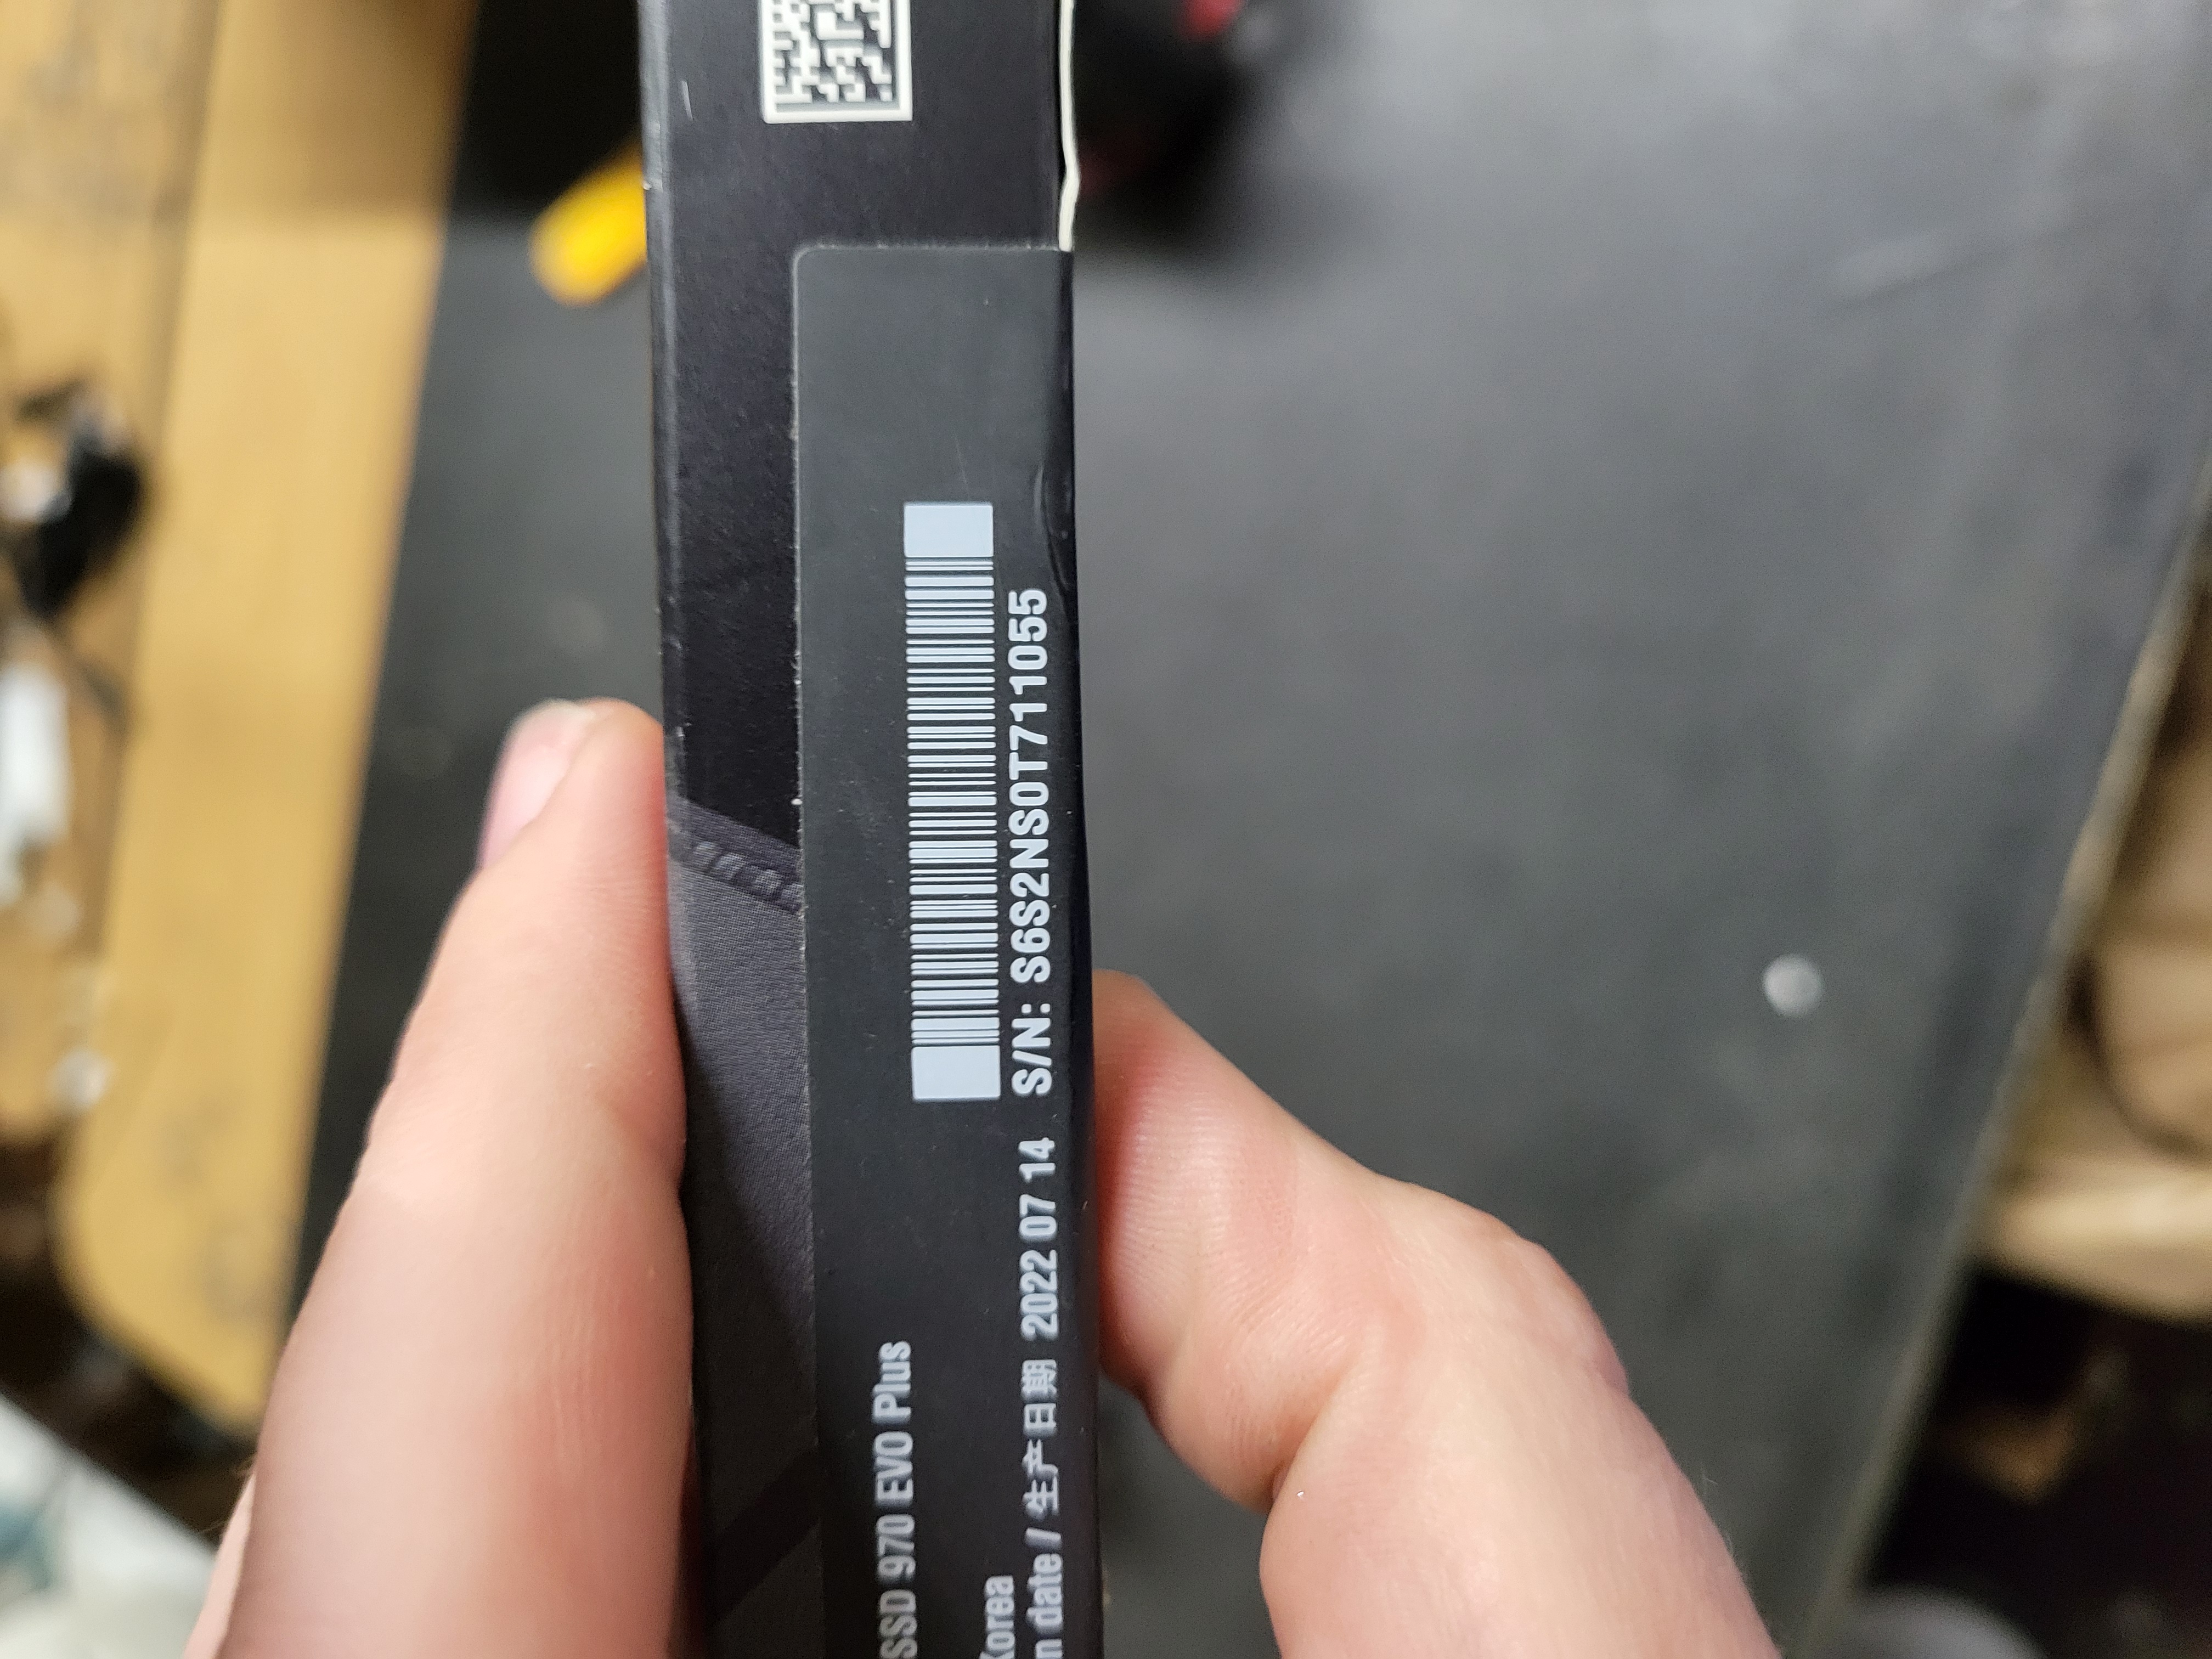 SSD 970 EVO Plus
Korea
n date / 生产日期 2022 07 14
S/N: S6S2NS0T711055